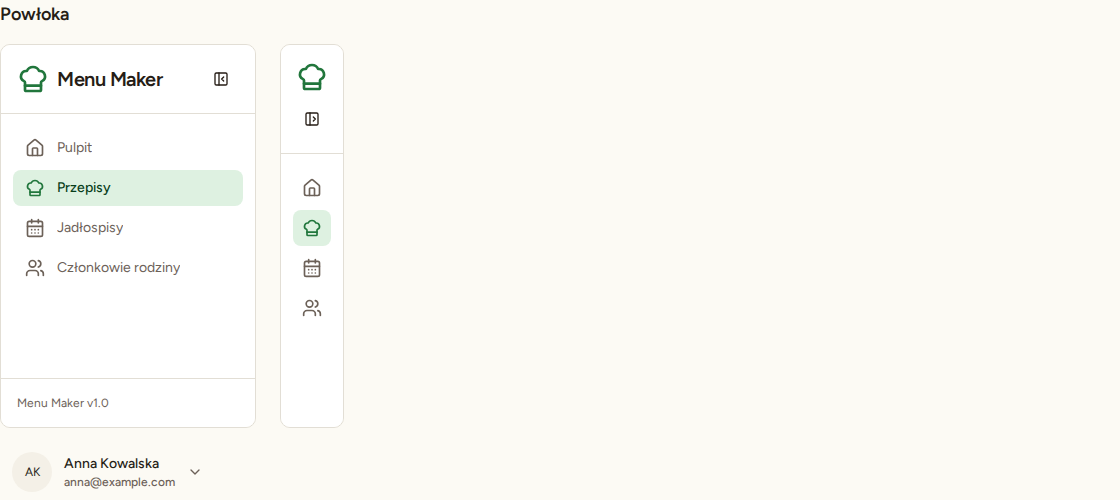 Powłoka
Menu Maker
Pulpit
Przepisy
Jadłospisy
Członkowie rodziny
Menu Maker v1.0
AK
Anna Kowalska
anna@example.com